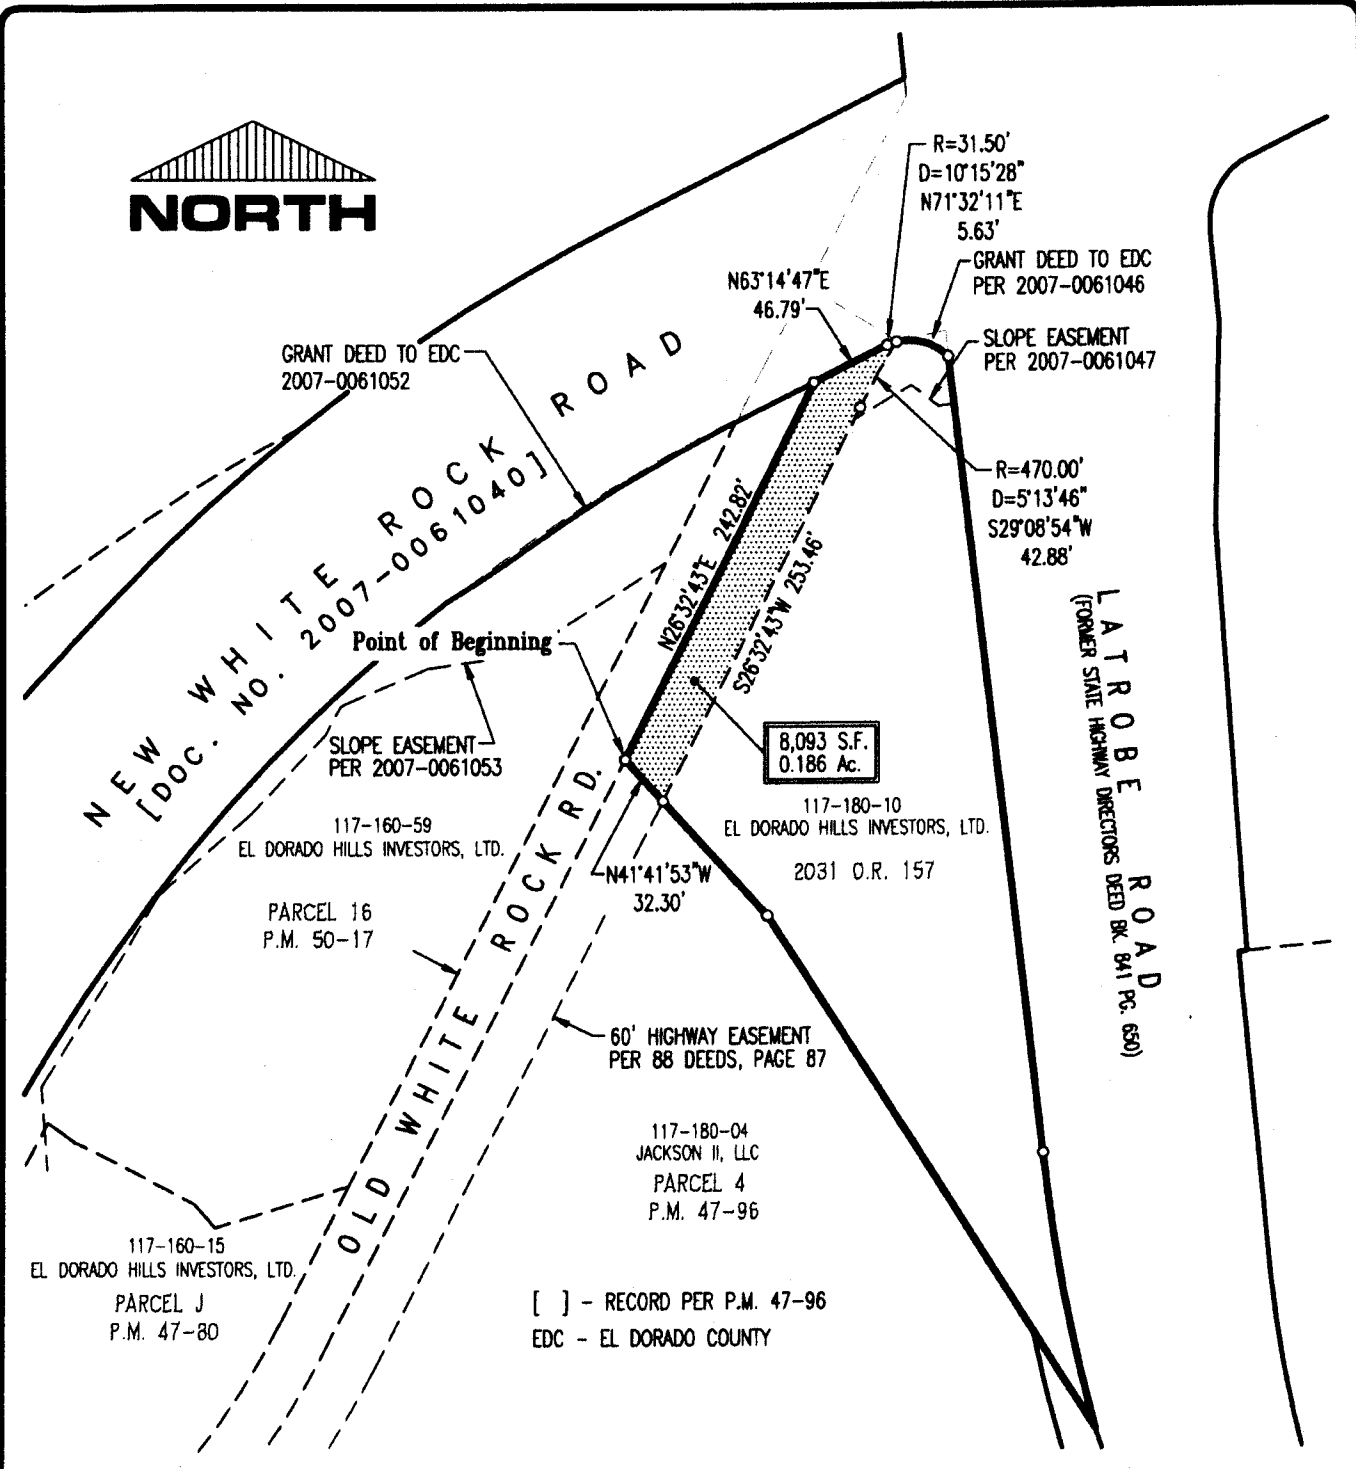 NORTH
R=31.50'
D=10°15'28"
N71°32'11"E
5.63'
GRANT DEED TO EDC
PER 2007-0061046
N63°14'47"E
46.79'
SLOPE EASEMENT
PER 2007-0061047
GRANT DEED TO EDC
2007-0061052
NEW WHITE ROCK ROAD
[DOC. NO. 2007-0061040]
R=470.00'
D=5°13'46"
S29°08'54"W
42.88'
N26°32'43"E 242.82'
S26°32'43"W 253.46'
Point of Beginning
LATROBE ROAD
(FORMER STATE HIGHWAY DIRECTORS DEED BK. 841 PG. 650)
SLOPE EASEMENT
PER 2007-0061053
8,093 S.F.
0.186 Ac.
117-160-59
EL DORADO HILLS INVESTORS, LTD.
117-180-10
EL DORADO HILLS INVESTORS, LTD.
2031 O.R. 157
N41°41'53"W
32.30'
PARCEL 16
P.M. 50-17
OLD WHITE ROCK RD.
60' HIGHWAY EASEMENT
PER 88 DEEDS, PAGE 87
117-180-04
JACKSON II, LLC
PARCEL 4
P.M. 47-96
117-160-15
EL DORADO HILLS INVESTORS, LTD.
PARCEL J
P.M. 47-80
[ ] - RECORD PER P.M. 47-96
EDC - EL DORADO COUNTY